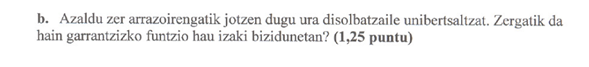 b. Azaldu zer arrazoirengatik jotzen dugu ura disolbatzaile unibertsaltzat. Zergatik da
hain garrantzizko funtzio hau izaki bizidunetan? (1,25 puntu)